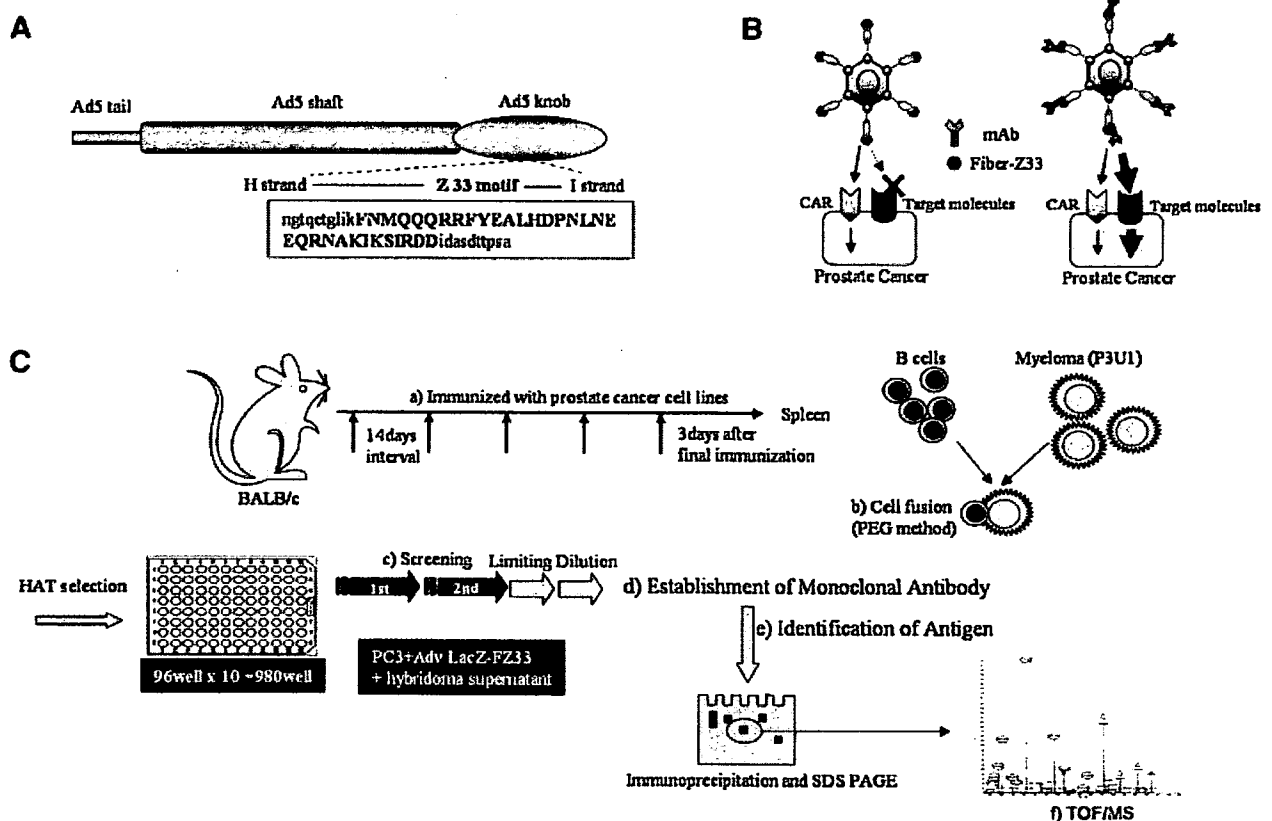 A
Ad5 tail
Ad5 shaft
Ad5 knob
H strand
Z 33 motif
I strand
ngtqetglikFNMQQQRRFYEALHDPNLNE
EQRNAKIKSIRDDidasdttpsa
B
mAb
Fiber-Z33
CAR
Target molecules
Prostate Cancer
CAR
Target molecules
Prostate Cancer
C
BALB/c
a) Immunized with prostate cancer cell lines
14days
interval
3days after
final immunization
Spleen
B cells
Myeloma (P3U1)
b) Cell fusion
(PEG method)
HAT selection
96well x 10 =980well
c) Screening
1st
2nd
Limiting Dilution
PC3+Adv LacZ-FZ33
+ hybridoma supernatant
d) Establishment of Monoclonal Antibody
e) Identification of Antigen
Immunoprecipitation and SDS PAGE
f) TOF/MS